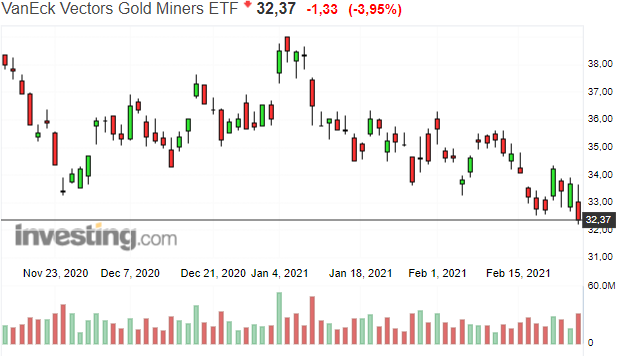 VanEck Vectors Gold Miners ETF 32,37 -1,33 (-3,95%)
38,00
37,00
36,00
35,00
34,00
33,00
32,37
32,00
31,00
Investing.com
Nov 23, 2020 Dec 7, 2020 Dec 21, 2020 Jan 4, 2021 Jan 18, 2021 Feb 1, 2021 Feb 15, 2021
60.0M
0